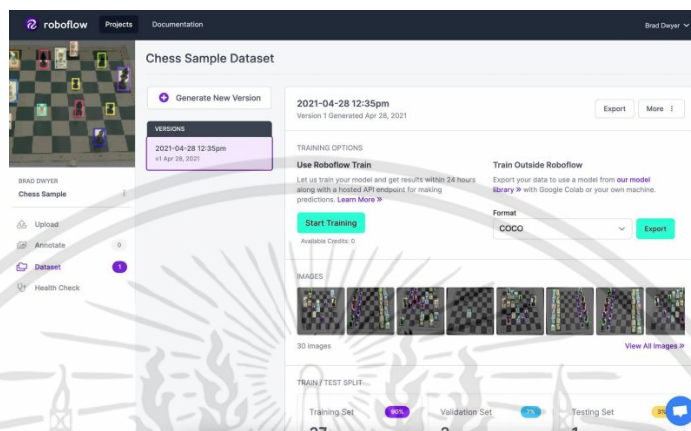 roboflow Projects Documentation Brad Dwyer
Chess Sample Dataset
Generate New Version
VERSIONS
2021-04-28 12:35pm
v1 Apr 28, 2021
2021-04-28 12:35pm
Version 1 Generated Apr 28, 2021
Export More
BRAD DWYER
Chess Sample
Upload
Annotate 0
Dataset 1
Health Check
TRAINING OPTIONS
Use Roboflow Train
Let us train your model and get results within 24 hours
along with a hosted API endpoint for making
predictions. Learn More »
Start Training
Available Credits: 0
Train Outside Roboflow
Export your data to use a model from our model
library » with Google Colab or your own machine.
Format
COCO Export
IMAGES
30 images View All Images »
TRAIN / TEST SPLIT
Training Set 90% Validation Set 7% Testing Set 3%
27 2 1